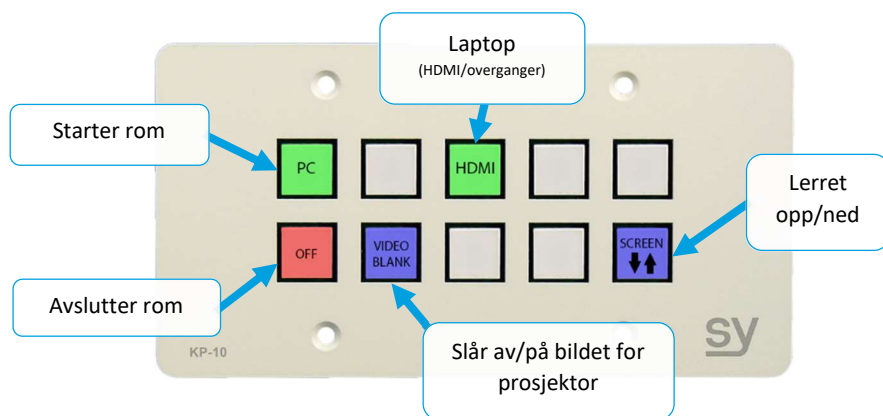 Laptop
(HDMI/overganger)
Starter rom
PC
HDMI
Lerret
opp/ned
OFF
VIDEO
BLANK
SCREEN
Avslutter rom
Slår av/på bildet for
prosjektor
KP-10
sy